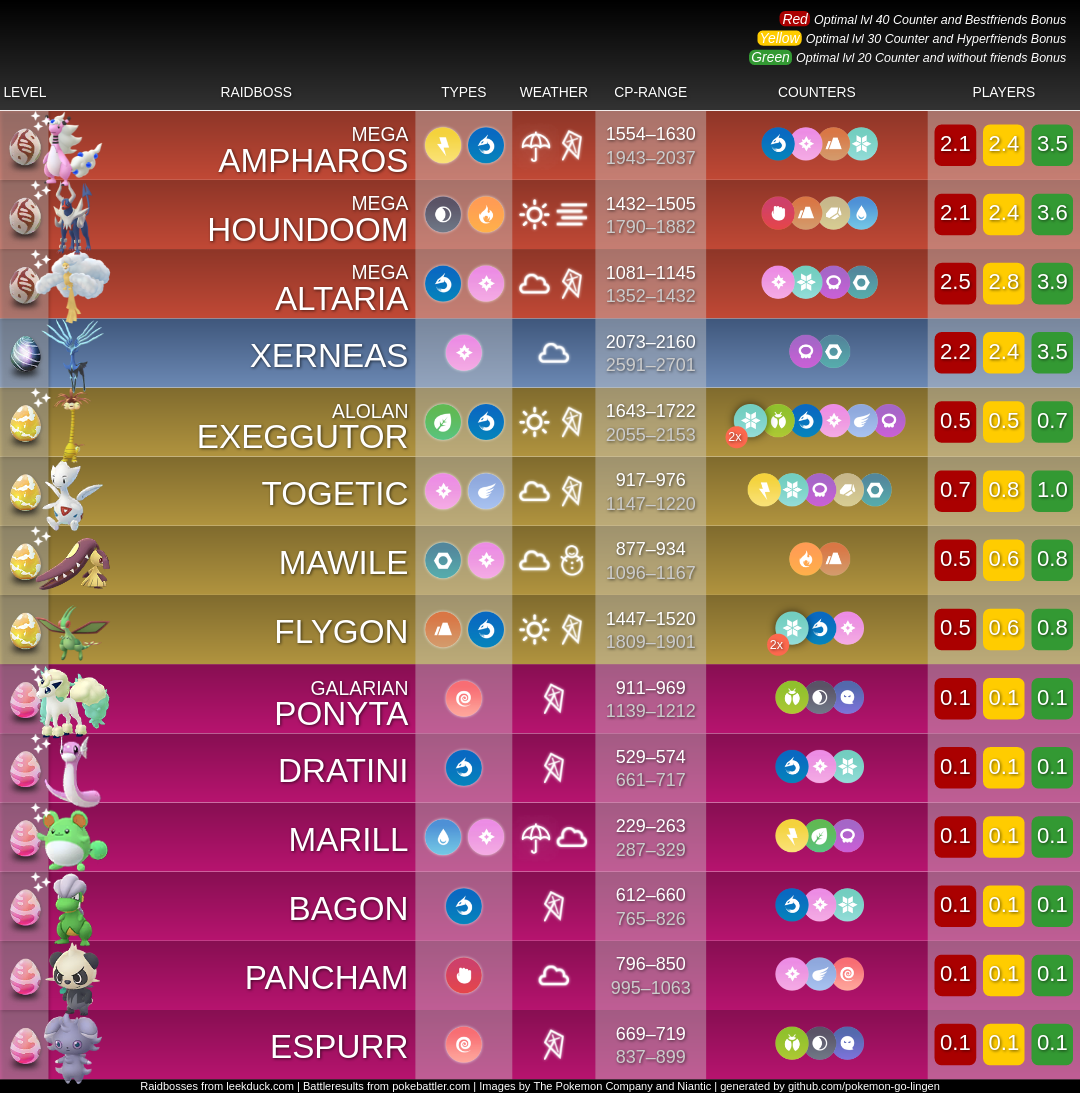 Red Optimal lvl 40 Counter and Bestfriends Bonus
Yellow Optimal lvl 30 Counter and Hyperfriends Bonus
Green Optimal lvl 20 Counter and without friends Bonus
LEVEL RAIDBOSS TYPES WEATHER CP-RANGE COUNTERS PLAYERS
MEGA
AMPHAROS
1554–1630
1943–2037
2.1 2.4 3.5
MEGA
HOUNDOOM
1432–1505
1790–1882
2.1 2.4 3.6
MEGA
ALTARIA
1081–1145
1352–1432
2.5 2.8 3.9
XERNEAS
2073–2160
2591–2701
2.2 2.4 3.5
ALOLAN
EXEGGUTOR
1643–1722
2055–2153
2x
0.5 0.5 0.7
TOGETIC
917–976
1147–1220
0.7 0.8 1.0
MAWILE
877–934
1096–1167
0.5 0.6 0.8
FLYGON
1447–1520
1809–1901
2x
0.5 0.6 0.8
GALARIAN
PONYTA
911–969
1139–1212
0.1 0.1 0.1
DRATINI
529–574
661–717
0.1 0.1 0.1
MARILL
229–263
287–329
0.1 0.1 0.1
BAGON
612–660
765–826
0.1 0.1 0.1
PANCHAM
796–850
995–1063
0.1 0.1 0.1
ESPURR
669–719
837–899
0.1 0.1 0.1
Raidbosses from leekduck.com | Battleresults from pokebattler.com | Images by The Pokemon Company and Niantic | generated by github.com/pokemon-go-lingen